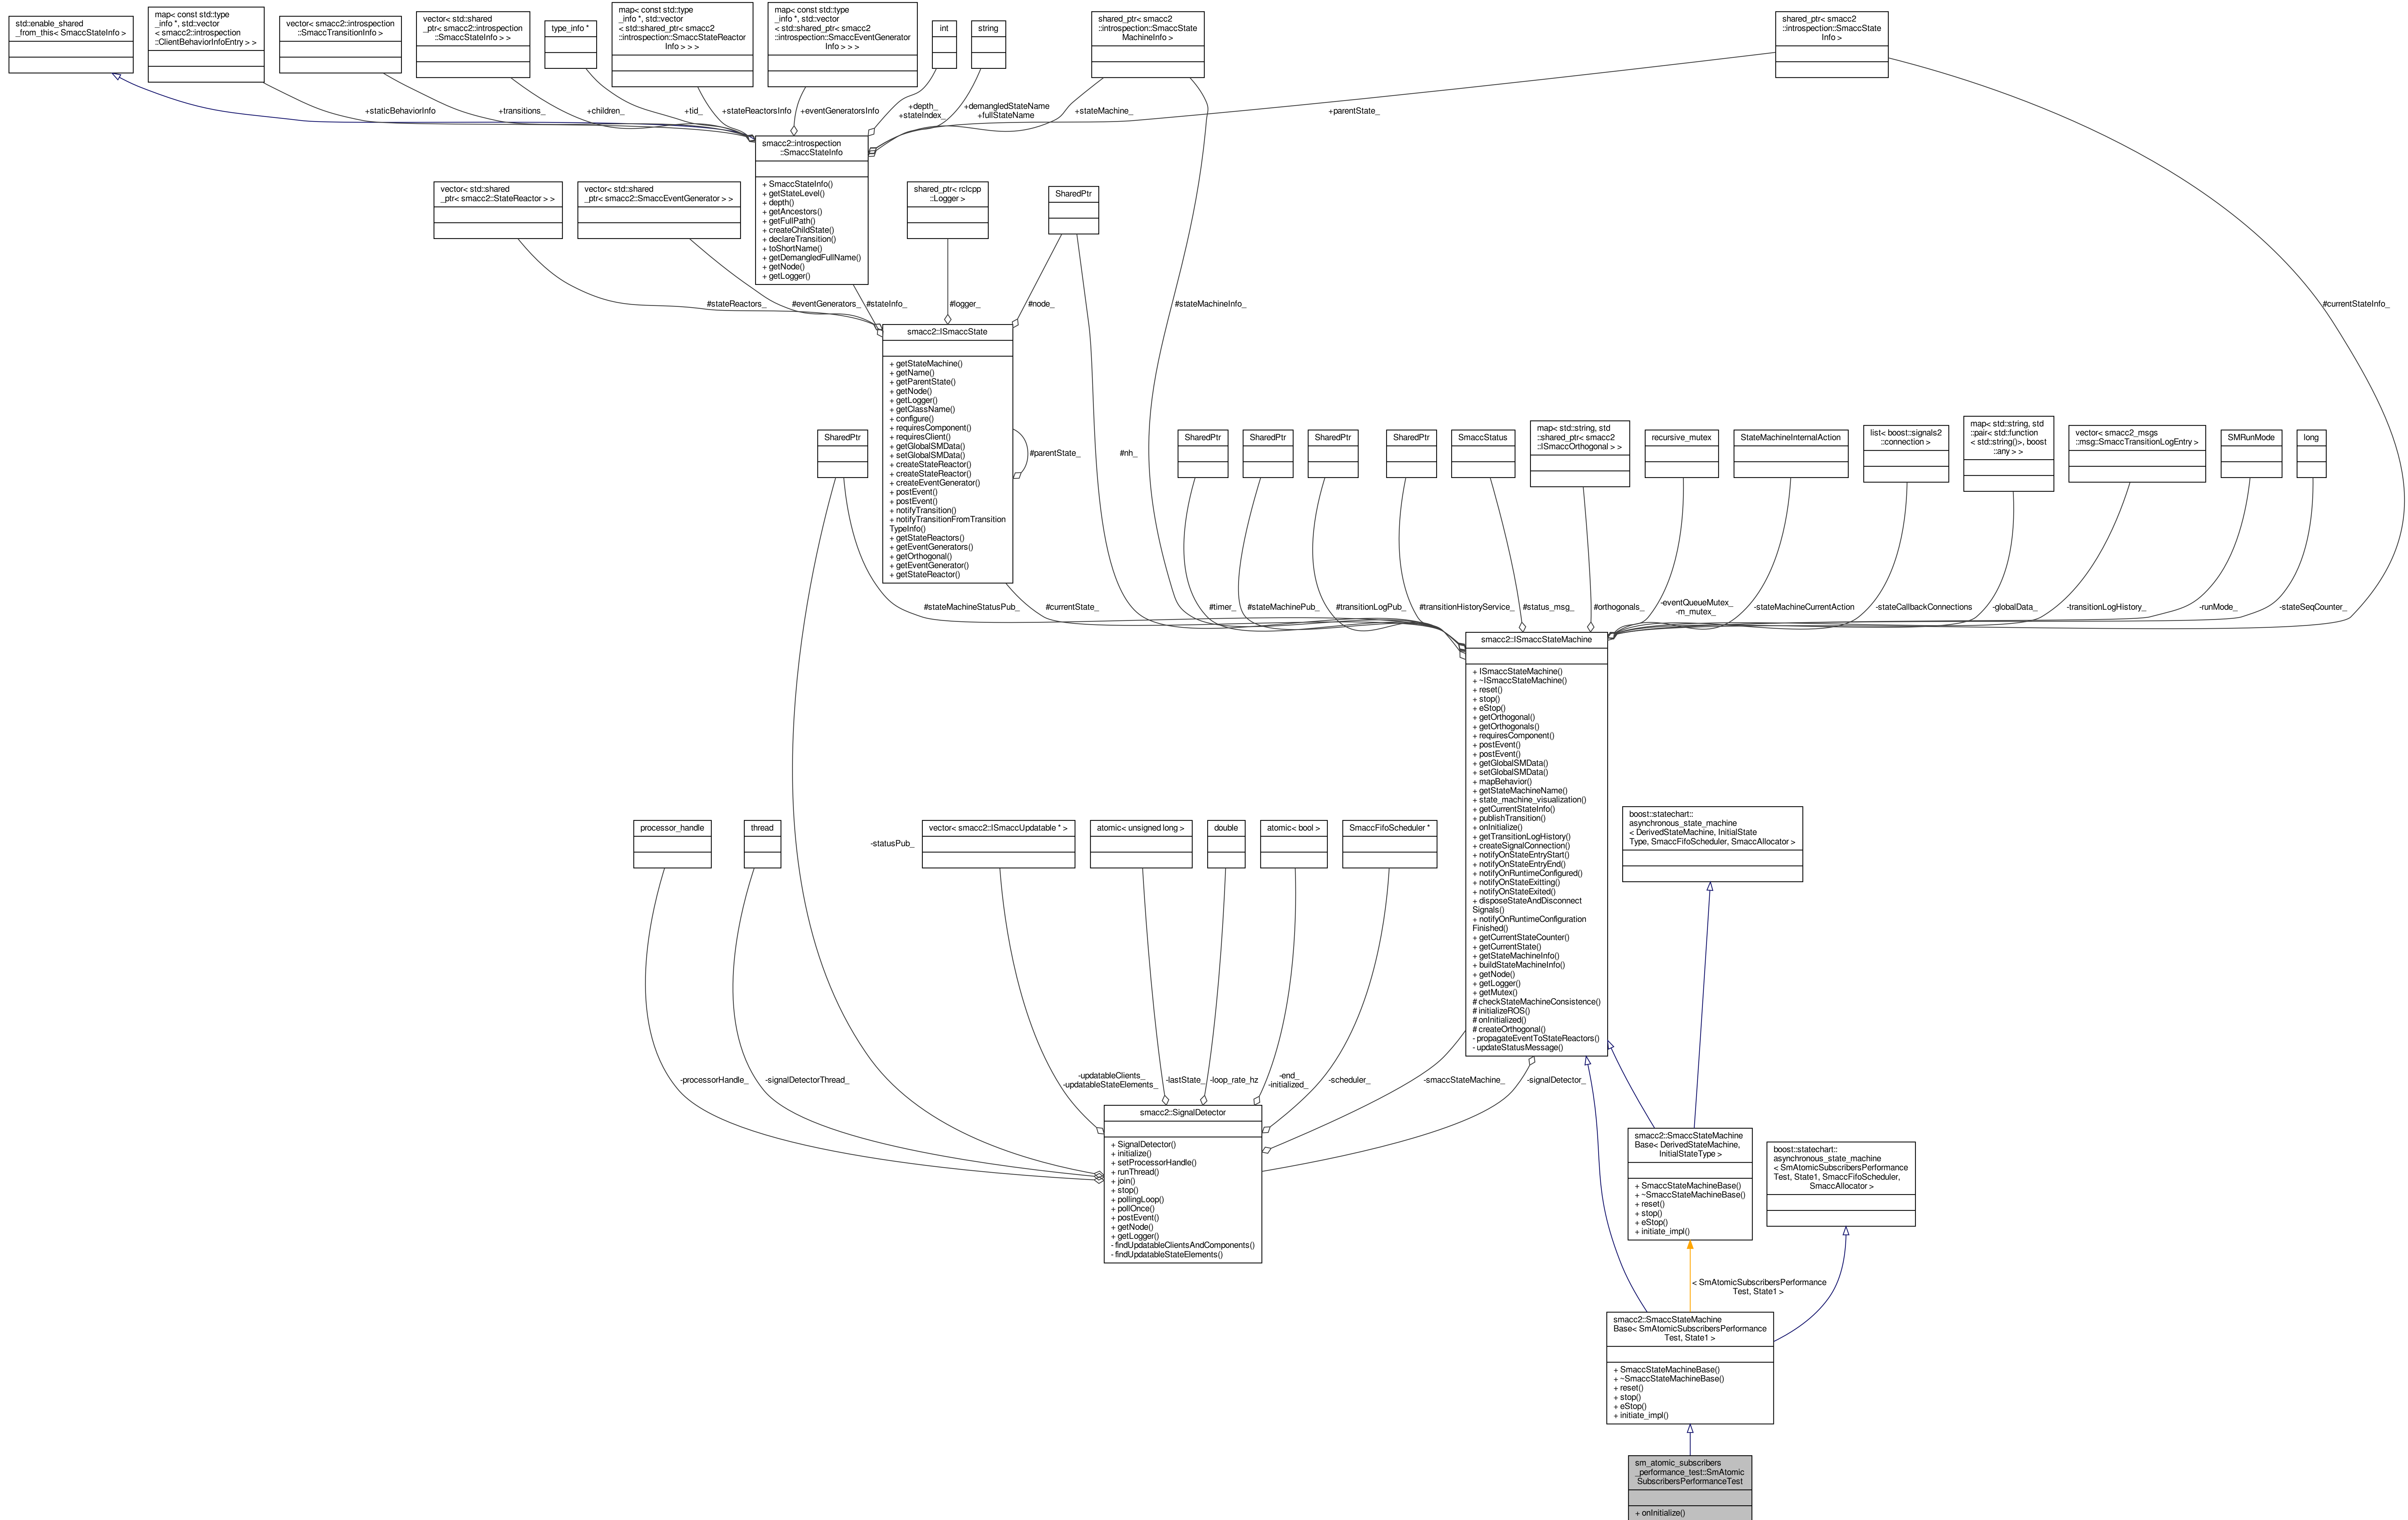 std::enable_shared
_from_this< SmaccStateInfo >
map< const std::type
_info *, std::vector
< smacc2::introspection
::ClientBehaviorInfoEntry > >
vector< smacc2::introspection
::SmaccTransitionInfo >
vector< std::shared
_ptr< smacc2::introspection
::SmaccStateInfo > >
type_info *
map< const std::type
_info *, std::vector
< std::shared_ptr< smacc2
::introspection::SmaccStateReactor
Info > > >
map< const std::type
_info *, std::vector
< std::shared_ptr< smacc2
::introspection::SmaccEventGenerator
Info > > >
int
string
shared_ptr< smacc2
::introspection::SmaccState
MachineInfo >
shared_ptr< smacc2
::introspection::SmaccState
Info >
+staticBehaviorInfo
+transitions_
+children_
+tid_
+stateReactorsInfo
+eventGeneratorsInfo
+depth_
+stateIndex_
+demangledStateName
+fullStateName
+stateMachine_
+parentState_
smacc2::introspection
::SmaccStateInfo
+ SmaccStateInfo()
+ getStateLevel()
+ depth()
+ getAncestors()
+ getFullPath()
+ createChildState()
+ declareTransition()
+ toShortName()
+ getDemangledFullName()
+ getNode()
+ getLogger()
vector< std::shared
_ptr< smacc2::StateReactor > >
vector< std::shared
_ptr< smacc2::SmaccEventGenerator > >
shared_ptr< rclcpp
::Logger >
SharedPtr
#stateReactors_
#eventGenerators_
#stateInfo_
#logger_
#node_
#stateMachineInfo_
#currentStateInfo_
smacc2::ISmaccState
+ getStateMachine()
+ getName()
+ getParentState()
+ getNode()
+ getLogger()
+ getClassName()
+ configure()
+ requiresComponent()
+ requiresClient()
+ getGlobalSMData()
+ setGlobalSMData()
+ createStateReactor()
+ createStateReactor()
+ createEventGenerator()
+ postEvent()
+ postEvent()
+ notifyTransition()
+ notifyTransitionFromTransition
TypeInfo()
+ getStateReactors()
+ getEventGenerators()
+ getOrthogonal()
+ getEventGenerator()
+ getStateReactor()
#parentState_
#nh_
SharedPtr
SharedPtr
SharedPtr
SharedPtr
SharedPtr
SmaccStatus
map< std::string, std
::shared_ptr< smacc2
::ISmaccOrthogonal > >
recursive_mutex
StateMachineInternalAction
list< boost::signals2
::connection >
map< std::string, std
::pair< std::function
< std::string()>, boost
::any > >
vector< smacc2_msgs
::msg::SmaccTransitionLogEntry >
SMRunMode
long
#stateMachineStatusPub_
#currentState_
#timer_
#stateMachinePub_
#transitionLogPub_
#transitionHistoryService_
#status_msg_
#orthogonals_
-eventQueueMutex_
-m_mutex_
-stateMachineCurrentAction
-stateCallbackConnections
-globalData_
-transitionLogHistory_
-runMode_
-stateSeqCounter_
smacc2::ISmaccStateMachine
+ ISmaccStateMachine()
+ ~ISmaccStateMachine()
+ reset()
+ stop()
+ eStop()
+ getOrthogonal()
+ getOrthogonals()
+ requiresComponent()
+ postEvent()
+ postEvent()
+ getGlobalSMData()
+ setGlobalSMData()
+ mapBehavior()
+ getStateMachineName()
+ state_machine_visualization()
+ getCurrentStateInfo()
+ publishTransition()
+ onInitialize()
+ getTransitionLogHistory()
+ createSignalConnection()
+ notifyOnStateEntryStart()
+ notifyOnStateEntryEnd()
+ notifyOnRuntimeConfigured()
+ notifyOnStateExitting()
+ notifyOnStateExited()
+ disposeStateAndDisconnect
Signals()
+ notifyOnRuntimeConfiguration
Finished()
+ getCurrentStateCounter()
+ getCurrentState()
+ getStateMachineInfo()
+ buildStateMachineInfo()
+ getNode()
+ getLogger()
+ getMutex()
# checkStateMachineConsistence()
# initializeROS()
# onInitialized()
# createOrthogonal()
- propagateEventToStateReactors()
- updateStatusMessage()
processor_handle
thread
-statusPub_
vector< smacc2::ISmaccUpdatable * >
atomic< unsigned long >
double
atomic< bool >
SmaccFifoScheduler *
boost::statechart::
asynchronous_state_machine
< DerivedStateMachine, InitialState
Type, SmaccFifoScheduler, SmaccAllocator >
-processorHandle_
-signalDetectorThread_
-updatableClients_
-updatableStateElements_
-lastState_
-loop_rate_hz
-end_
-initialized_
-scheduler_
-smaccStateMachine_
-signalDetector_
smacc2::SignalDetector
+ SignalDetector()
+ initialize()
+ setProcessorHandle()
+ runThread()
+ join()
+ stop()
+ pollingLoop()
+ pollOnce()
+ postEvent()
+ getNode()
+ getLogger()
- findUpdatableClientsAndComponents()
- findUpdatableStateElements()
smacc2::SmaccStateMachine
Base< DerivedStateMachine,
InitialStateType >
+ SmaccStateMachineBase()
+ ~SmaccStateMachineBase()
+ reset()
+ stop()
+ eStop()
+ initiate_impl()
boost::statechart::
asynchronous_state_machine
< SmAtomicSubscribersPerformance
Test, State1, SmaccFifoScheduler,
SmaccAllocator >
< SmAtomicSubscribersPerformance
Test, State1 >
smacc2::SmaccStateMachine
Base< SmAtomicSubscribersPerformance
Test, State1 >
+ SmaccStateMachineBase()
+ ~SmaccStateMachineBase()
+ reset()
+ stop()
+ eStop()
+ initiate_impl()
sm_atomic_subscribers
_performance_test::SmAtomic
SubscribersPerformanceTest
+ onInitialize()